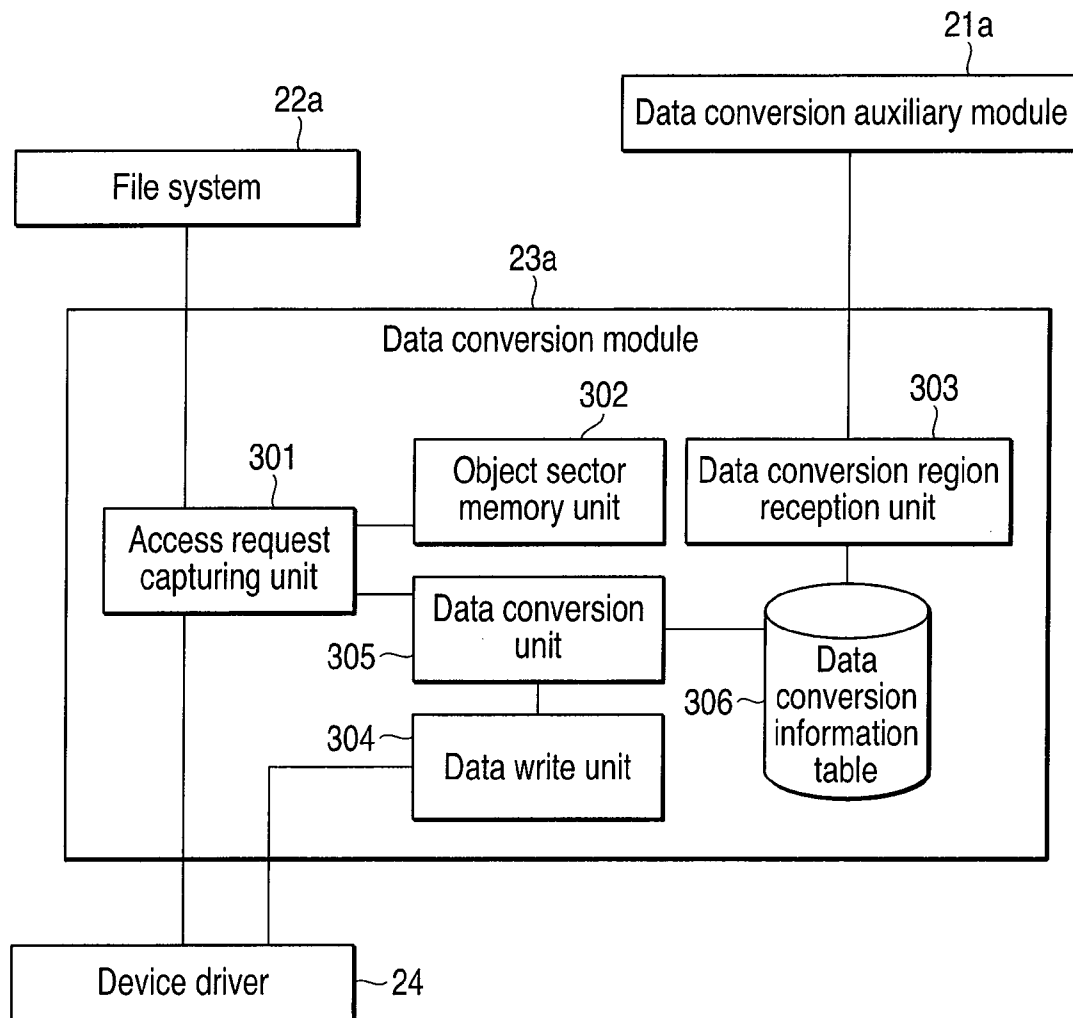 21a
Data conversion auxiliary module
22a
File system
23a
Data conversion module
302
303
301
Object sector
memory unit
Data conversion region
reception unit
Access request
capturing unit
Data conversion
unit
305
306
Data
conversion
information
table
304
Data write unit
Device driver
24